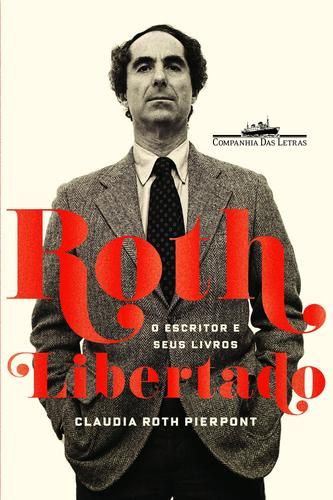 COMPANHIA DAS LETRAS
Roth
O ESCRITOR E
SEUS LIVROS
Libertado
CLAUDIA ROTH PIERPONT